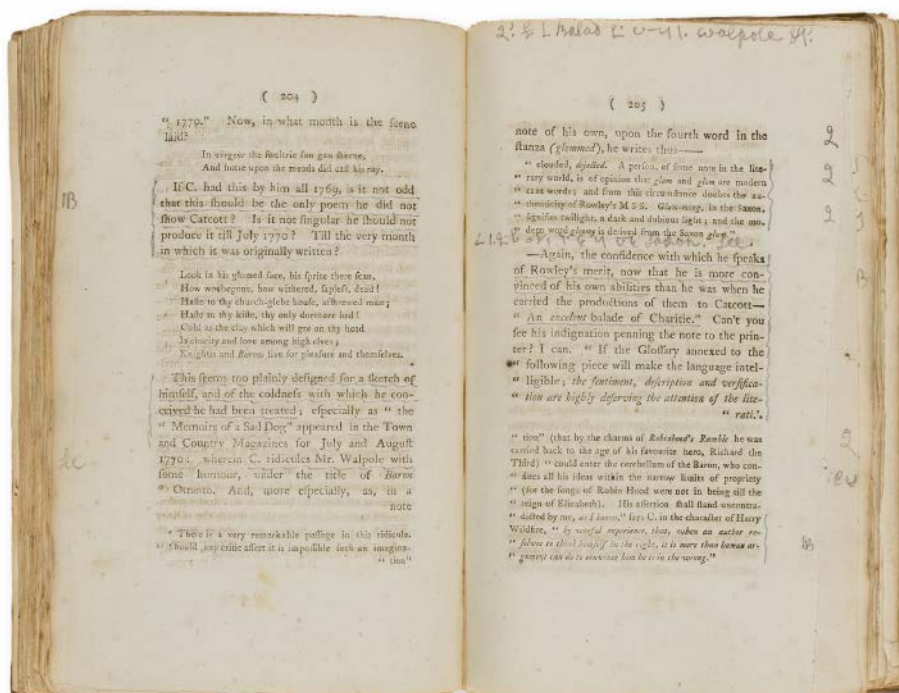 ( 204 )
“ 1770.” Now, in what month is the ſcene
laid?
In virgyne the ſweltrie ſun gan ſheene,
And hotte upon the meads did caſt his ray.
If C. had this by him all 1769, is it not odd
that this ſhould be the only poem he did not
ſhow Catcott? Is it not ſingular he ſhould not
produce it till July 1770? Till the very month
in which it was originally written?
Look in his glomed face, his ſprite there ſcan,
How woebegone, how withered, ſapleſs, dead!
Haſte to thy church-glebe houſe, aſshrewed man;
Haſte to thy kiſte, thy only dortoure bed!
Cold as the clay which will gre on thy head
Is charity and love among high elves;
Knightis and Barons live for pleaſure and themſelves.
This ſeems too plainly deſigned for a ſketch of
himſelf, and of the coldneſs with which he con-
ceived he had been treated; eſpecially as “ the
“ Memoirs of a Sad Dog” appeared in the Town
and Country Magazines for July and Auguſt
1770: wherein C. ridicules Mr. Walpole with
ſome humour, under the title of Baron
Otranto. And, more eſpecially, as, in a
note
* There is a very remarkable paſſage in this ridicule.
“ Should any critic aſſert it is impoſſible ſuch an imagina-
“ tion”
Walpole
( 205 )
note of his own, upon the fourth word in the
ſtanza (glommed), he writes thus——
“ clouded, dejected. A perſon of ſome note in the lite-
“ rary world, is of opinion that glum and glom are modern
“ cant words; and from this circumſtance doubts the au-
“ thenticity of Rowley's MSS. Glum-mong, in the Saxon,
“ ſignifies twilight, a dark and dubious light; and the mo-
“ dern word gloomy is derived from the Saxon glum.”
—Again, the confidence with which he ſpeaks
of Rowley's merit, now that he is more con-
vinced of his own abilities than he was when he
carried the productions of them to Catcott—
“ An excelent balade of Charitie.” Can't you
ſee his indignation penning the note to the prin-
ter? I can. “ If the Gloſſary annexed to the
“ following piece will make the language intel-
“ ligible; the ſentiment, deſcription and verſifica-
“ tion are highly deſerving the attention of the lite-
“ rati.”
“ tion” (that by the charms of Robinhood's Ramble he was
carried back to the age of his favourite hero, Richard the
Third) “ could enter the cerebellum of the Baron, who con-
“ fines all his ideas within the narrow limits of propriety
“ (for the ſongs of Robin Hood were not in being till the
“ reign of Elizabeth). His aſſertion ſhall ſtand uncontra-
“ dicted by me, as I know,” ſays C. in the character of Harry
Wildfire, “ by woeful experience, that, when an author re-
“ ſolves to think himſelf in the right, it is more than human ar-
“ gument can do to convince him he is in the wrong.”